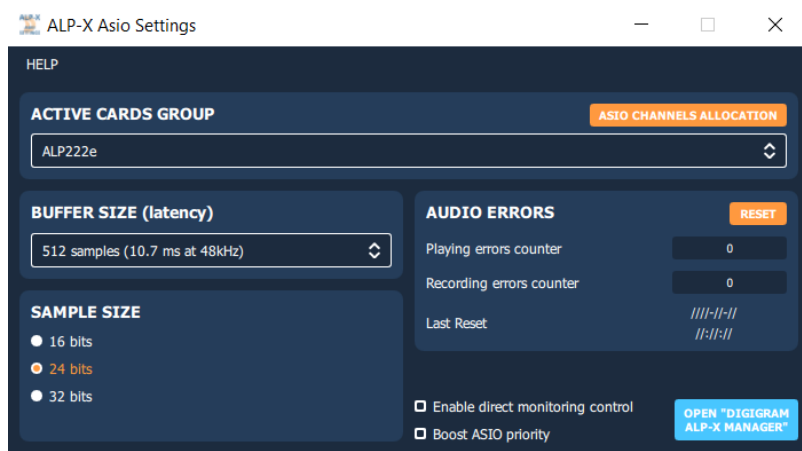 ALP-X Asio Settings
HELP
ACTIVE CARDS GROUP
ASIO CHANNELS ALLOCATION
ALP222e
BUFFER SIZE (latency)
512 samples (10.7 ms at 48kHz)
SAMPLE SIZE
16 bits
24 bits
32 bits
AUDIO ERRORS
RESET
Playing errors counter
0
Recording errors counter
0
Last Reset
////-//-//
//://://
Enable direct monitoring control
Boost ASIO priority
OPEN "DIGIGRAM
ALP-X MANAGER"